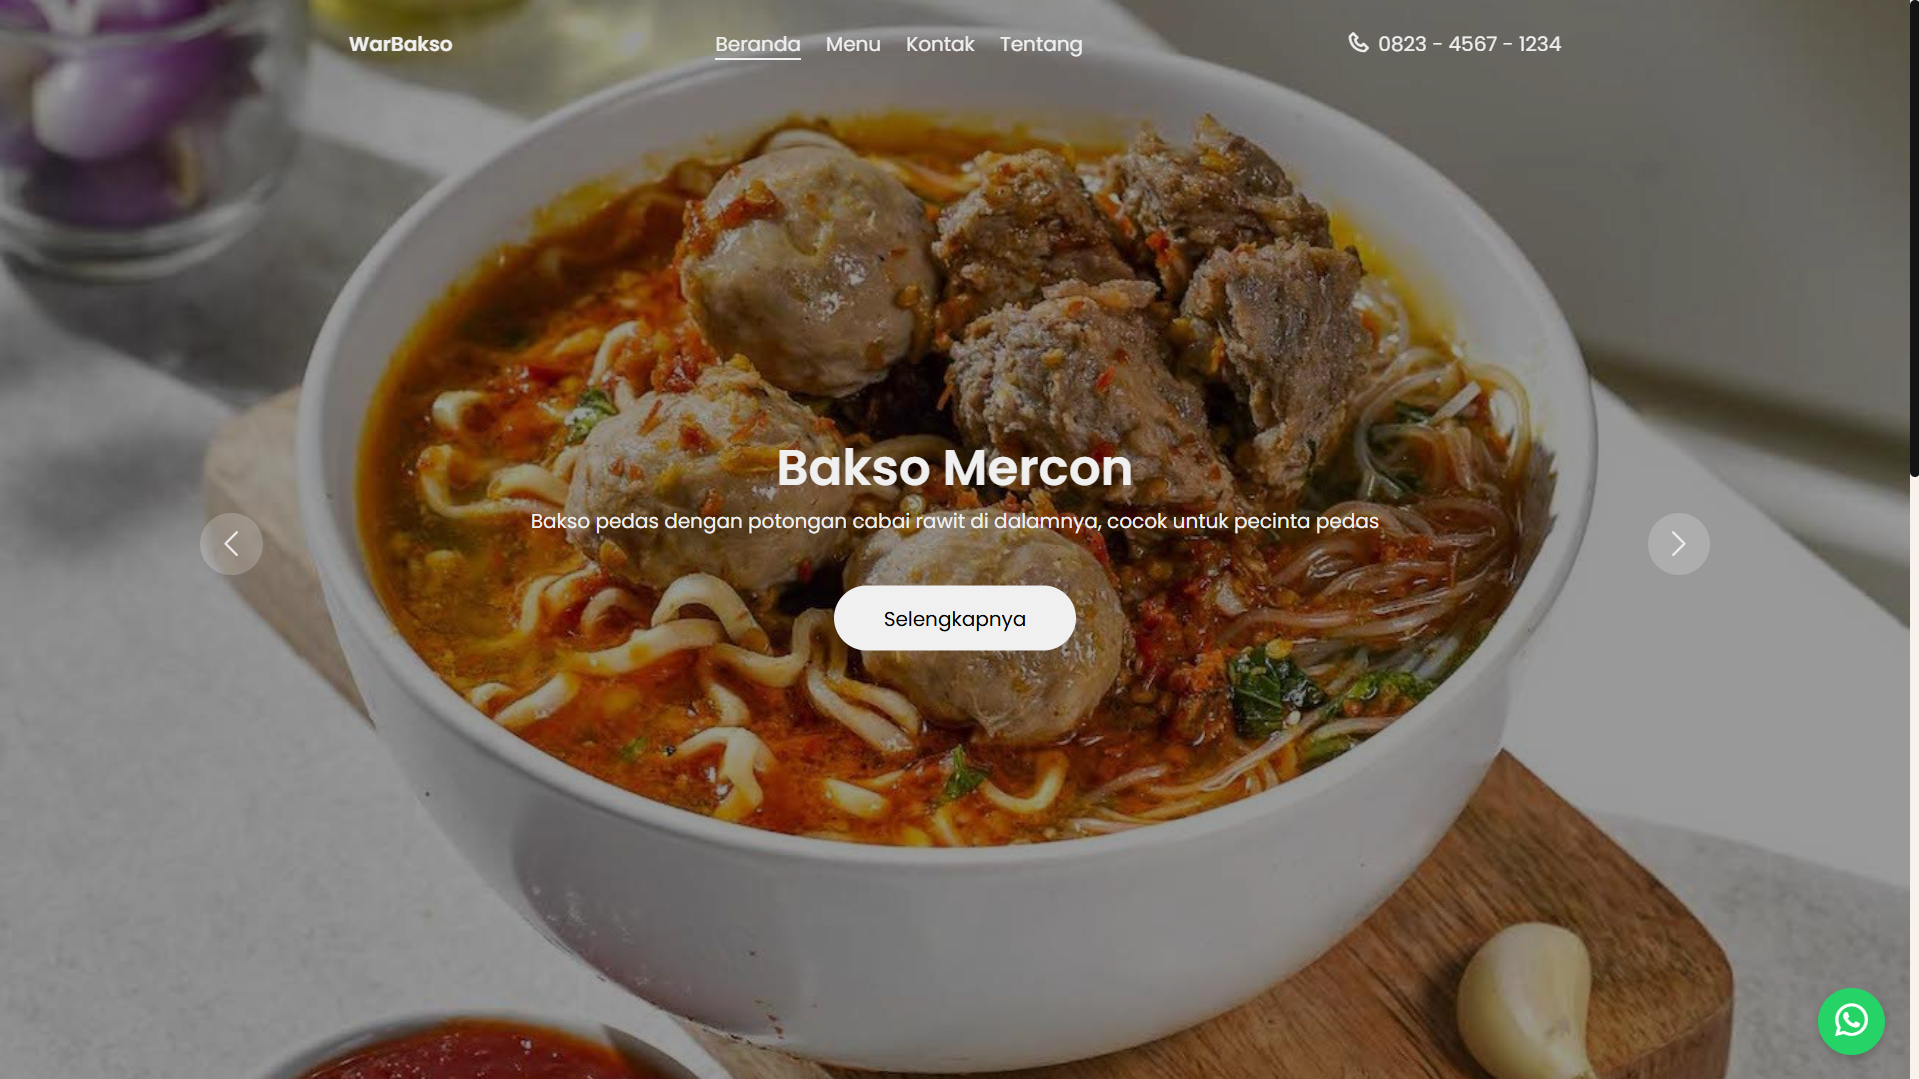 WarBakso
Beranda Menu Kontak Tentang
0823 - 4567 - 1234
Bakso Mercon
Bakso pedas dengan potongan cabai rawit di dalamnya, cocok untuk pecinta pedas
Selengkapnya